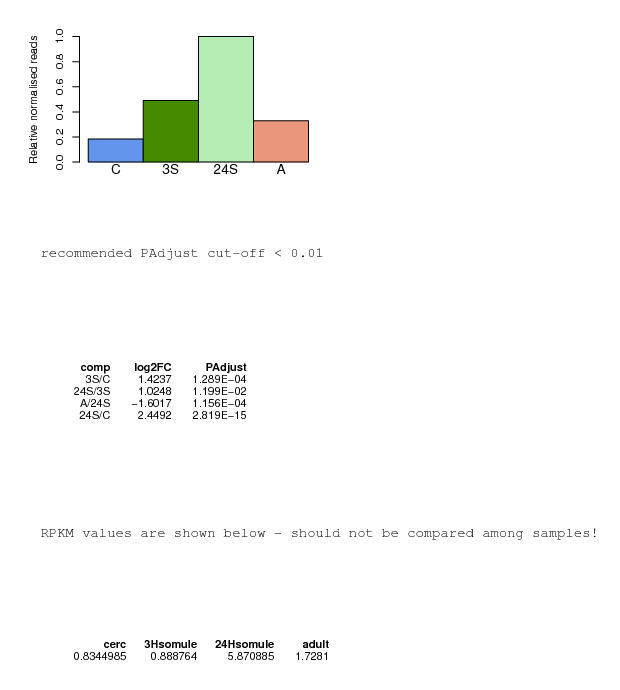 Relative normalised reads
1.0
0.8
0.6
0.4
0.2
0.0
C 3S 24S A
recommended PAdjust cut-off < 0.01
comp log2FC PAdjust
3S/C 1.4237 1.289E−04
24S/3S 1.0248 1.199E−02
A/24S −1.6017 1.156E−04
24S/C 2.4492 2.819E−15
RPKM values are shown below - should not be compared among samples!
cerc 3Hsomule 24Hsomule adult
0.8344985 0.888764 5.870885 1.7281